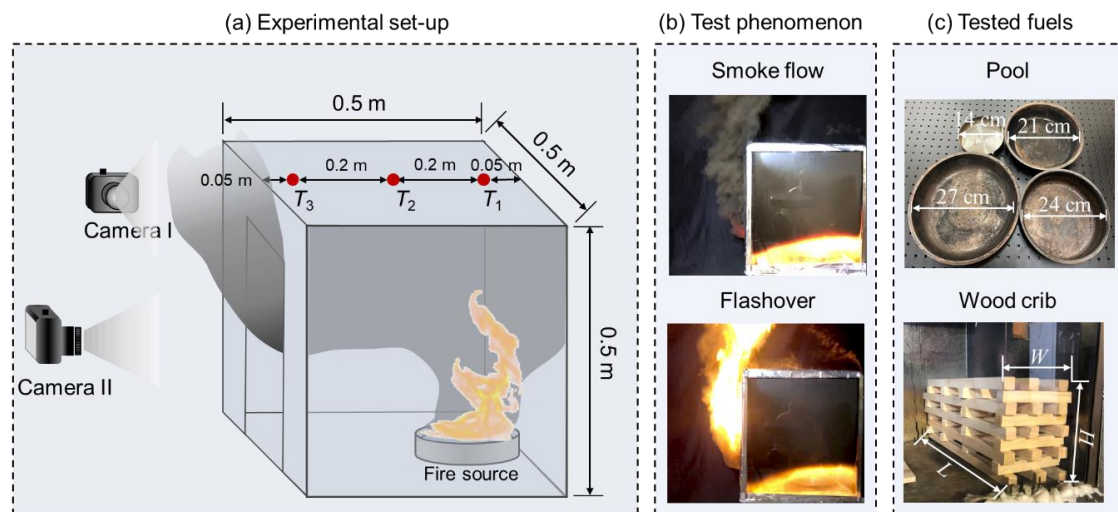 (a) Experimental set-up
(b) Test phenomenon
(c) Tested fuels
0.5 m
0.5 m
0.05 m
0.2 m
0.2 m
0.05 m
T3
T2
T1
Camera I
Camera II
0.5 m
Fire source
Smoke flow
Flashover
Pool
14 cm
21 cm
27 cm
24 cm
Wood crib
W
H
L